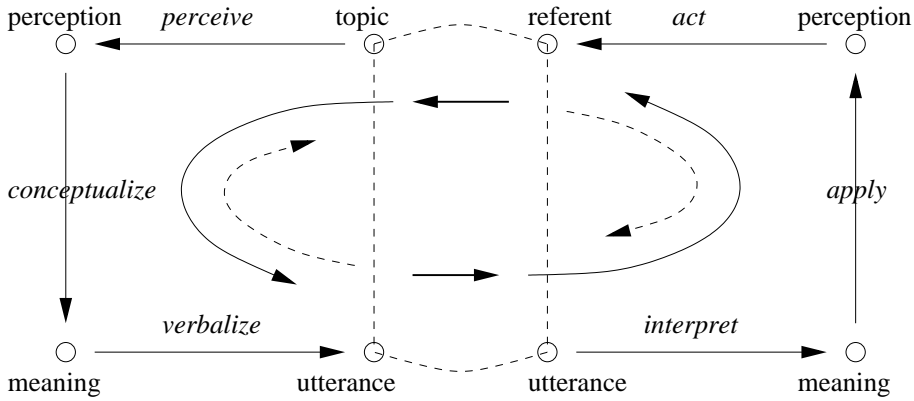 perception perceive topic referent act perception
conceptualize apply
verbalize interpret
meaning utterance utterance meaning